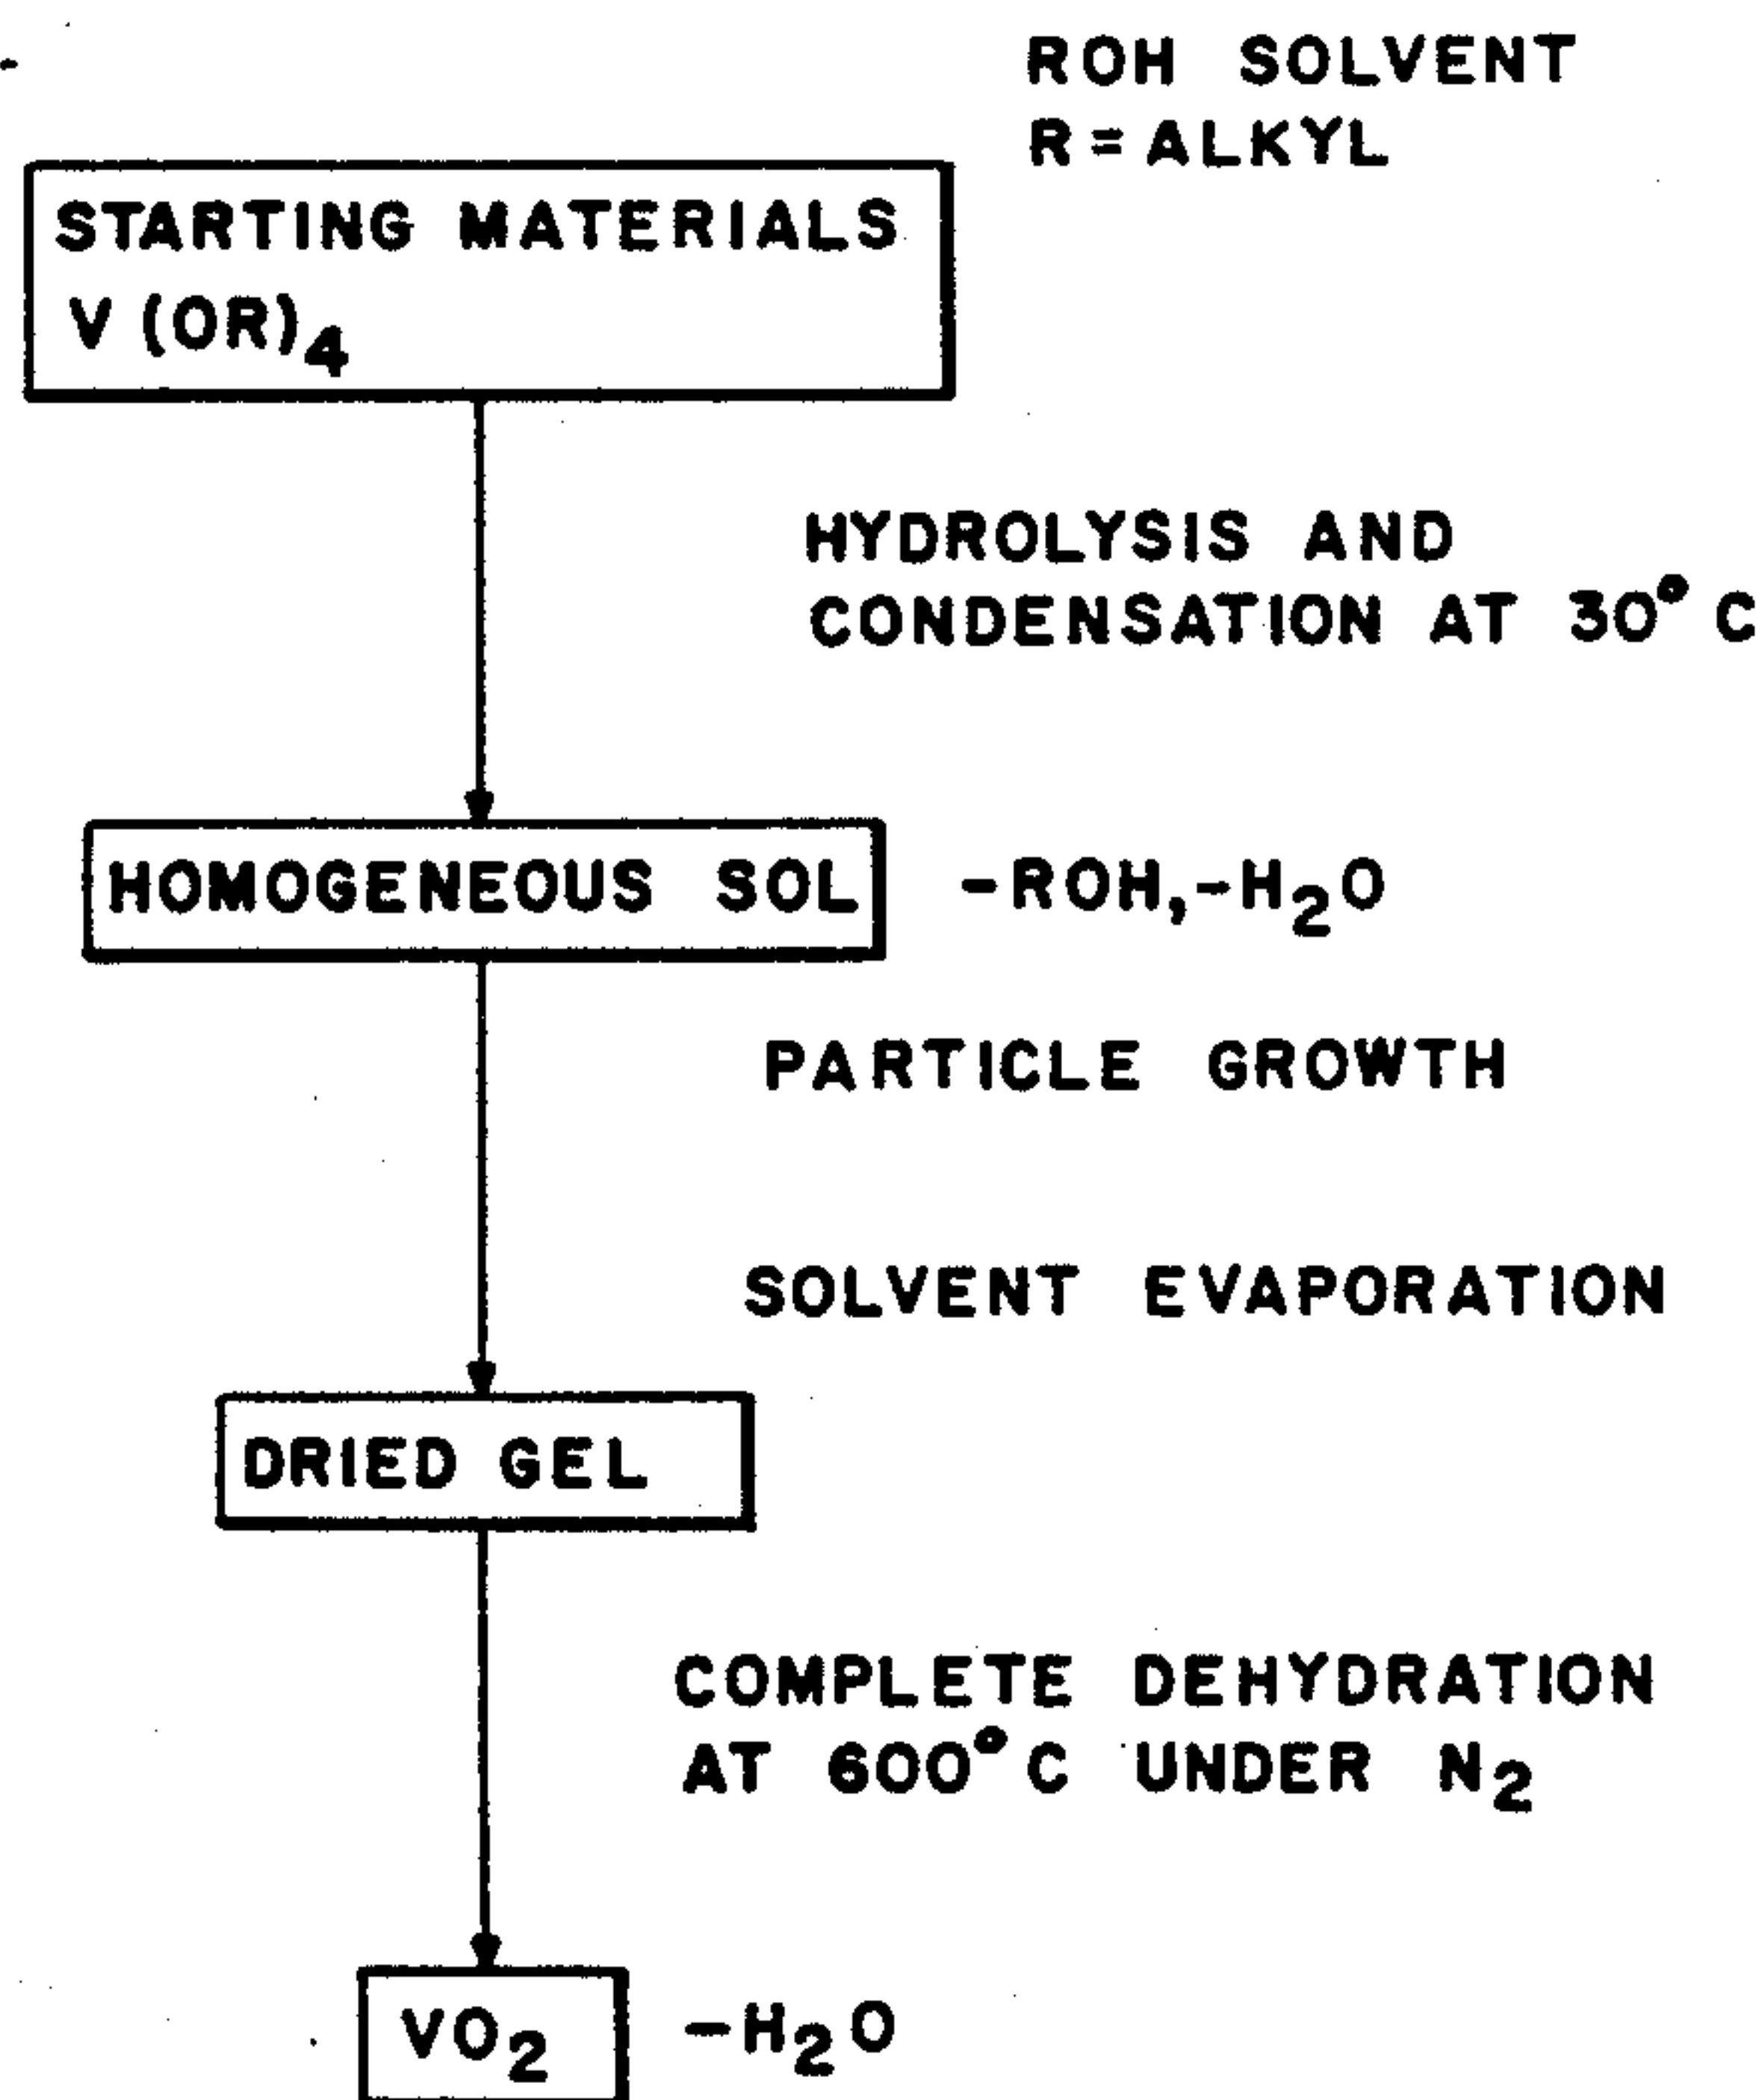 ROH SOLVENT
R=ALKYL
STARTING MATERIALS
V(OR)₄
HYDROLYSIS AND
CONDENSATION AT 30°C
HOMOGENEOUS SOL
-ROH,-H₂O
PARTICLE GROWTH
SOLVENT EVAPORATION
DRIED GEL
COMPLETE DEHYDRATION
AT 600°C UNDER N₂
VO₂
-H₂O